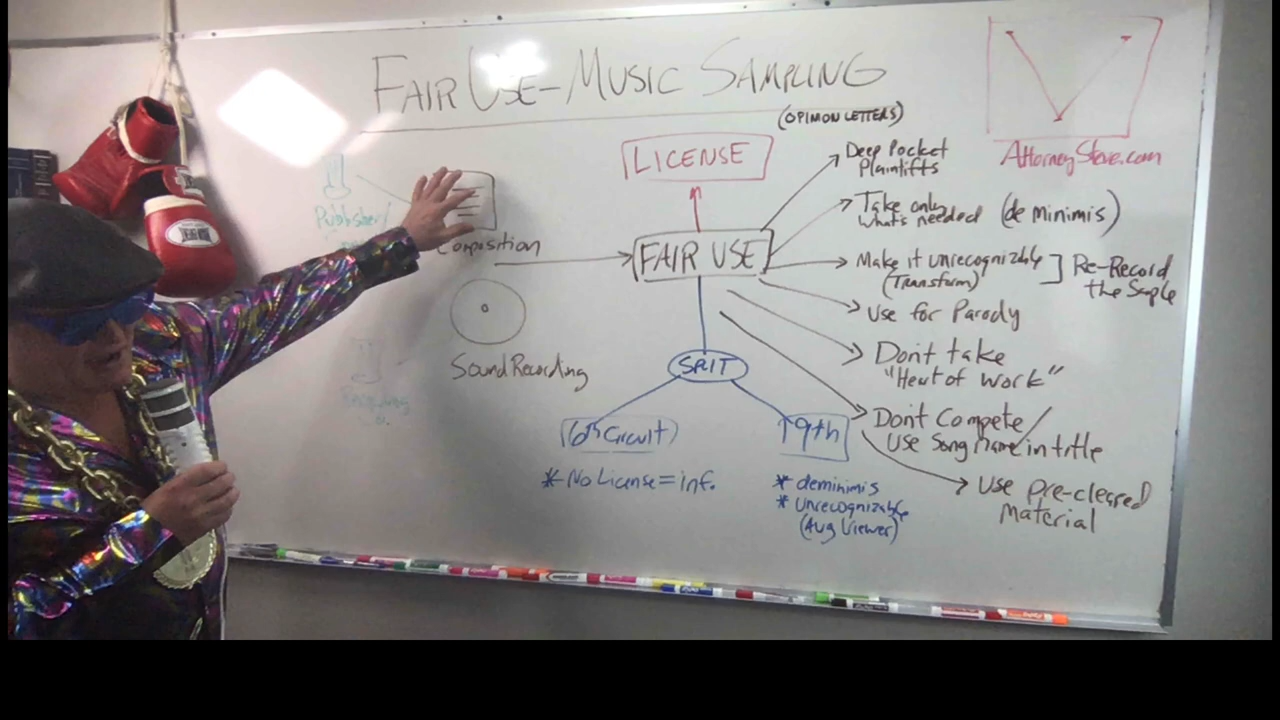 FAIR USE - MUSIC SAMPLING
(OPINION LETTERS)
AttorneySteve.com
LICENSE
Publisher/
Composition
Sound Recording
FAIR USE
Deep Pocket
Plaintiffs
Take only
what's needed (de minimis)
Make it unrecognizable
(Transform)
Re-Record
the Sample
Use for Parody
Don't take
"Heart of Work"
Don't Compete/
Use Song name in title
Use pre-cleared
Material
SPLIT
6th Circuit
* No License = inf.
9th
* deminimis
* unrecognizable
(Avg Viewer)